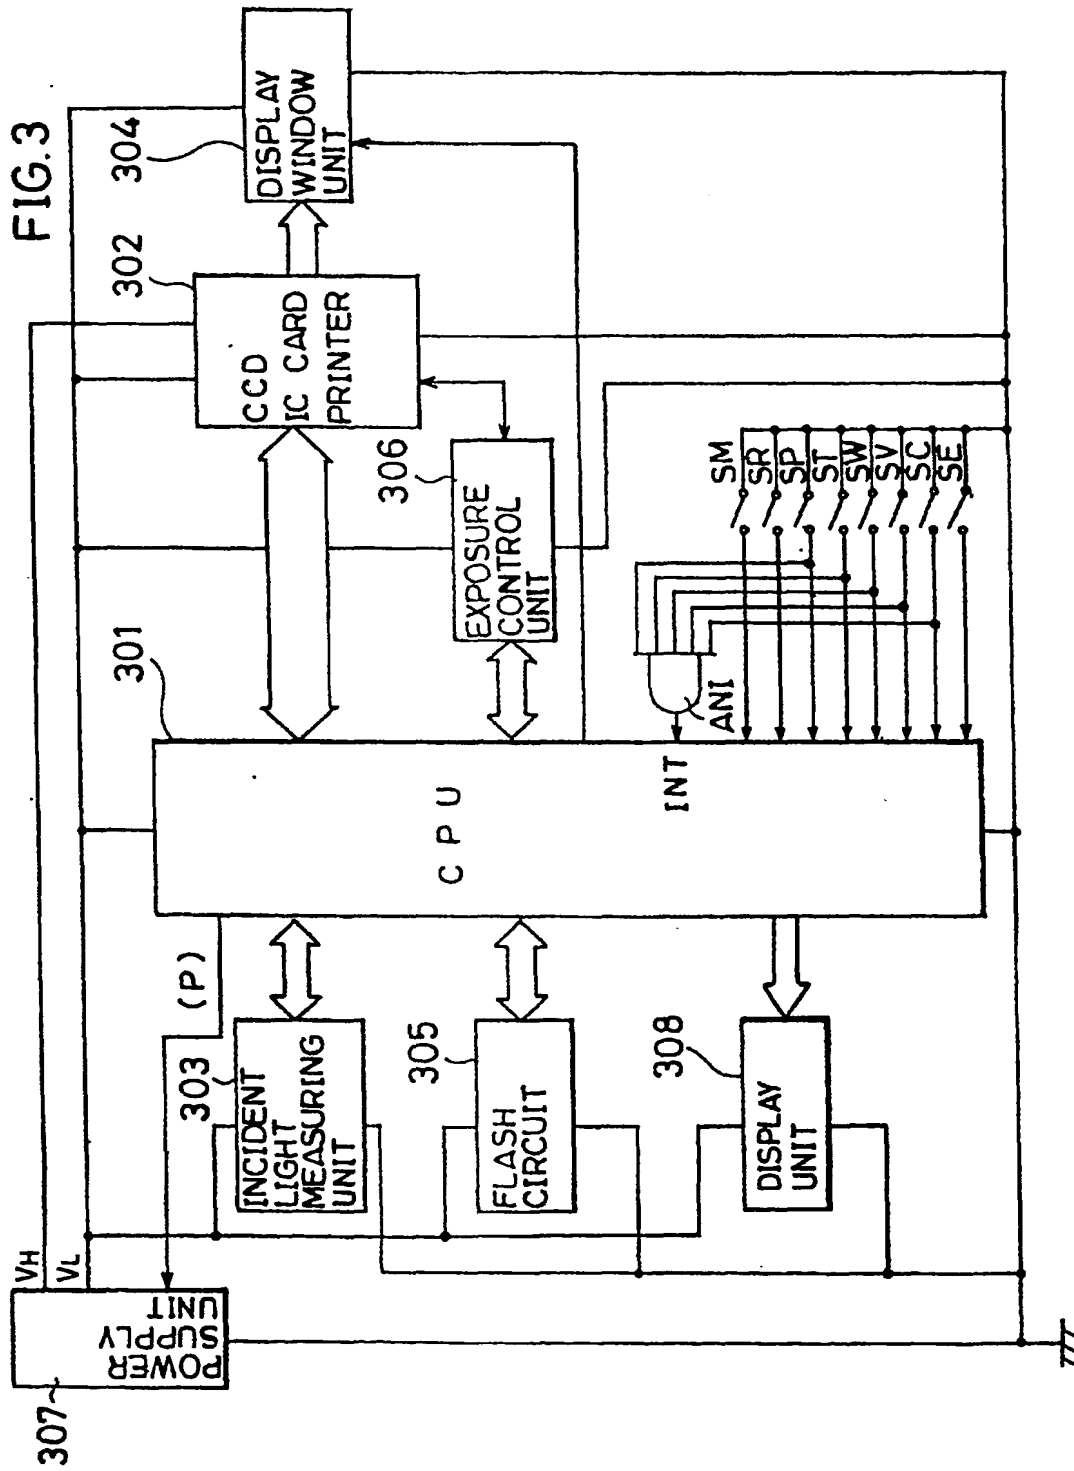 FIG.3
307
POWER
SUPPLY
UNIT
VH
VL
(P)
303
INCIDENT
LIGHT
MEASURING
UNIT
305
FLASH
CIRCUIT
308
DISPLAY
UNIT
301
CPU
INT
ANI
306
EXPOSURE
CONTROL
UNIT
302
CCD
IC CARD
PRINTER
304
DISPLAY
WINDOW
UNIT
SM
SR
SP
ST
SW
SV
SC
SE